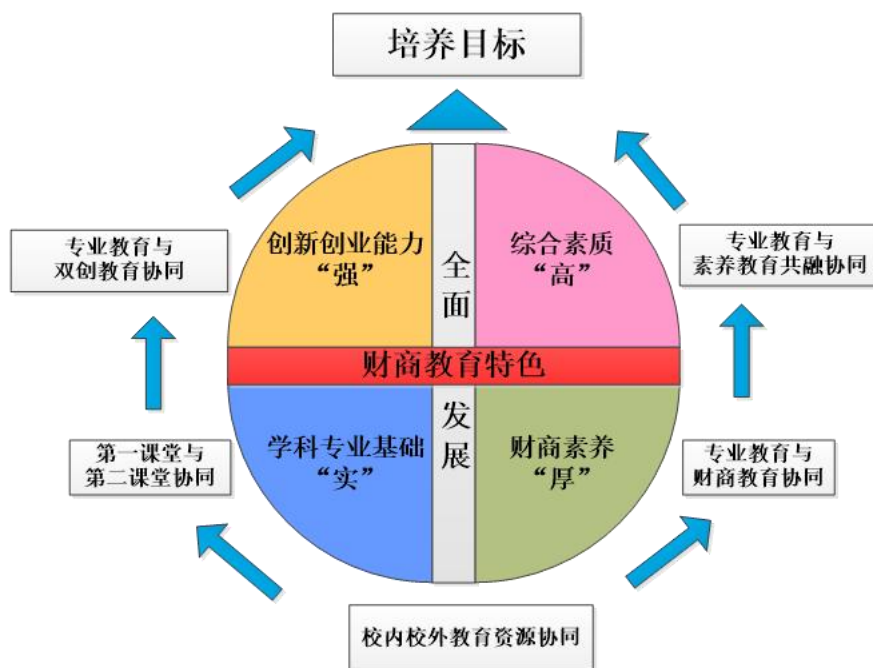 培养目标
创新创业能力
“强”
综合素质
“高”
全
面
专业教育与
双创教育协同
专业教育与
素养教育共融协同
财商教育特色
发
展
学科专业基础
“实”
财商素养
“厚”
第一课堂与
第二课堂协同
专业教育与
财商教育协同
校内校外教育资源协同